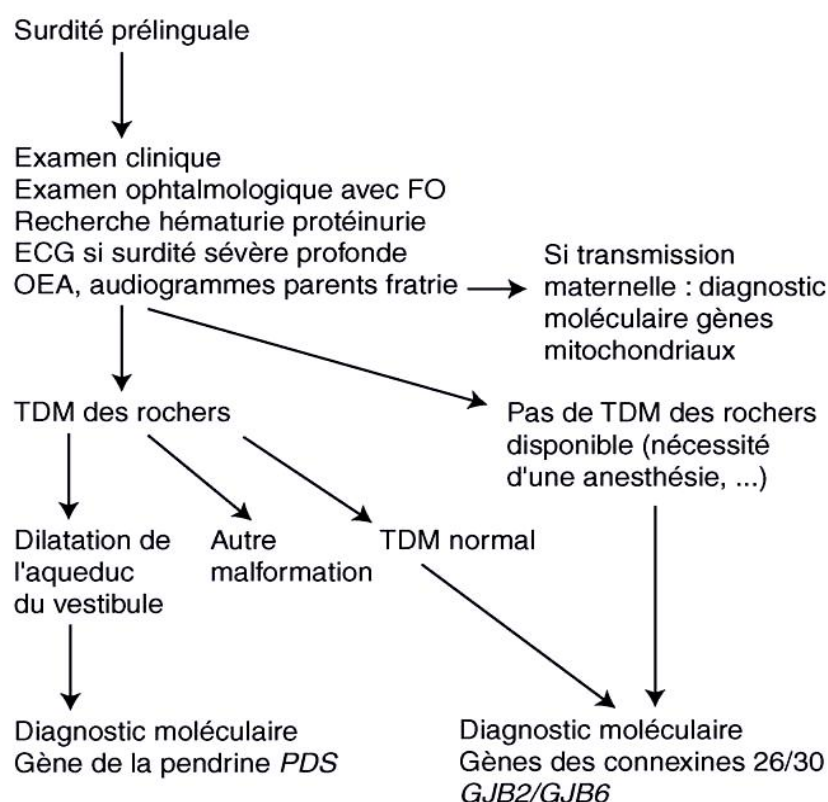 Surdité prélinguale
Examen clinique
Examen ophtalmologique avec FO
Recherche hématurie protéinurie
ECG si surdité sévère profonde
OEA, audiogrammes parents fratrie
Si transmission
maternelle : diagnostic
moléculaire gènes
mitochondriaux
TDM des rochers
Pas de TDM des rochers
disponible (nécessité
d'une anesthésie, ...)
Dilatation de
l'aqueduc
du vestibule
Autre
malformation
TDM normal
Diagnostic moléculaire
Gène de la pendrine PDS
Diagnostic moléculaire
Gènes des connexines 26/30
GJB2/GJB6